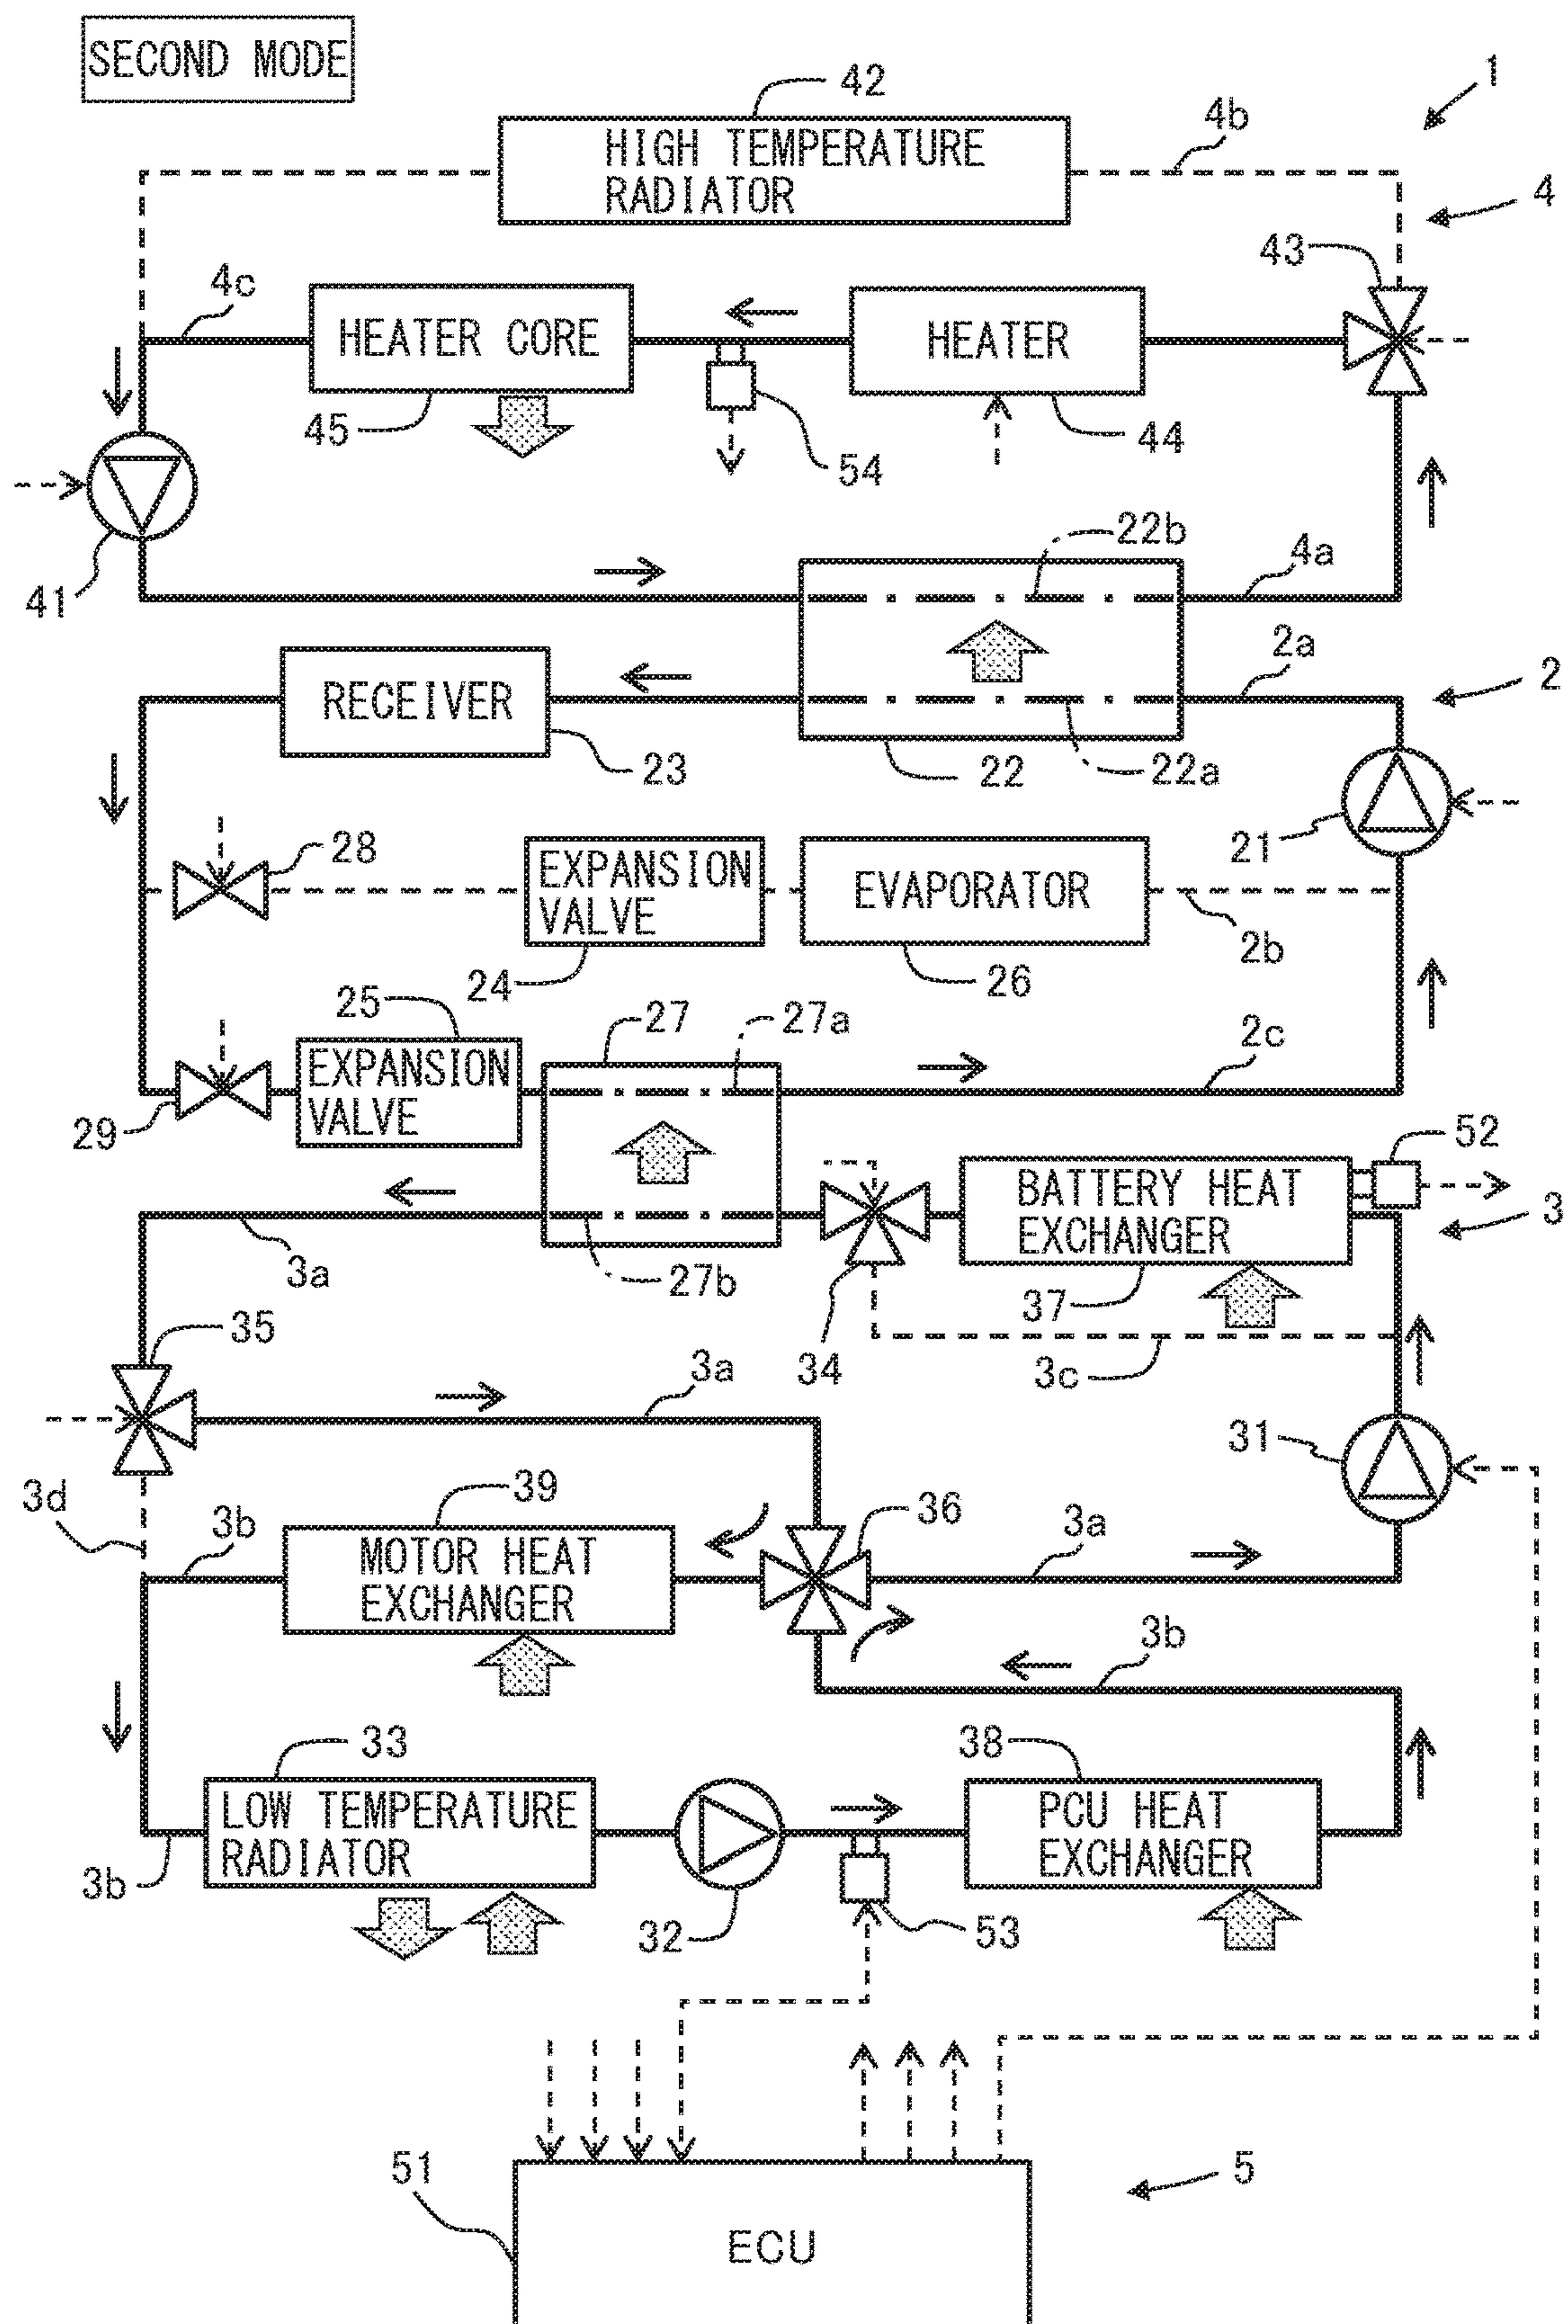 SECOND MODE
42
1
4b
HIGH TEMPERATURE
RADIATOR
4
43
4c
HEATER CORE
HEATER
45
54
44
22b
4a
41
2a
2
RECEIVER
23
22
22a
21
28
EXPANSION
VALVE
EVAPORATOR
24
26
2b
25
27
27a
2c
EXPANSION
VALVE
29
52
BATTERY HEAT
EXCHANGER
3
3a
27b
37
35
34
3c
3a
31
3d
39
36
3b
3a
MOTOR HEAT
EXCHANGER
3b
33
38
LOW TEMPERATURE
RADIATOR
PCU HEAT
EXCHANGER
3b
32
53
51
5
ECU